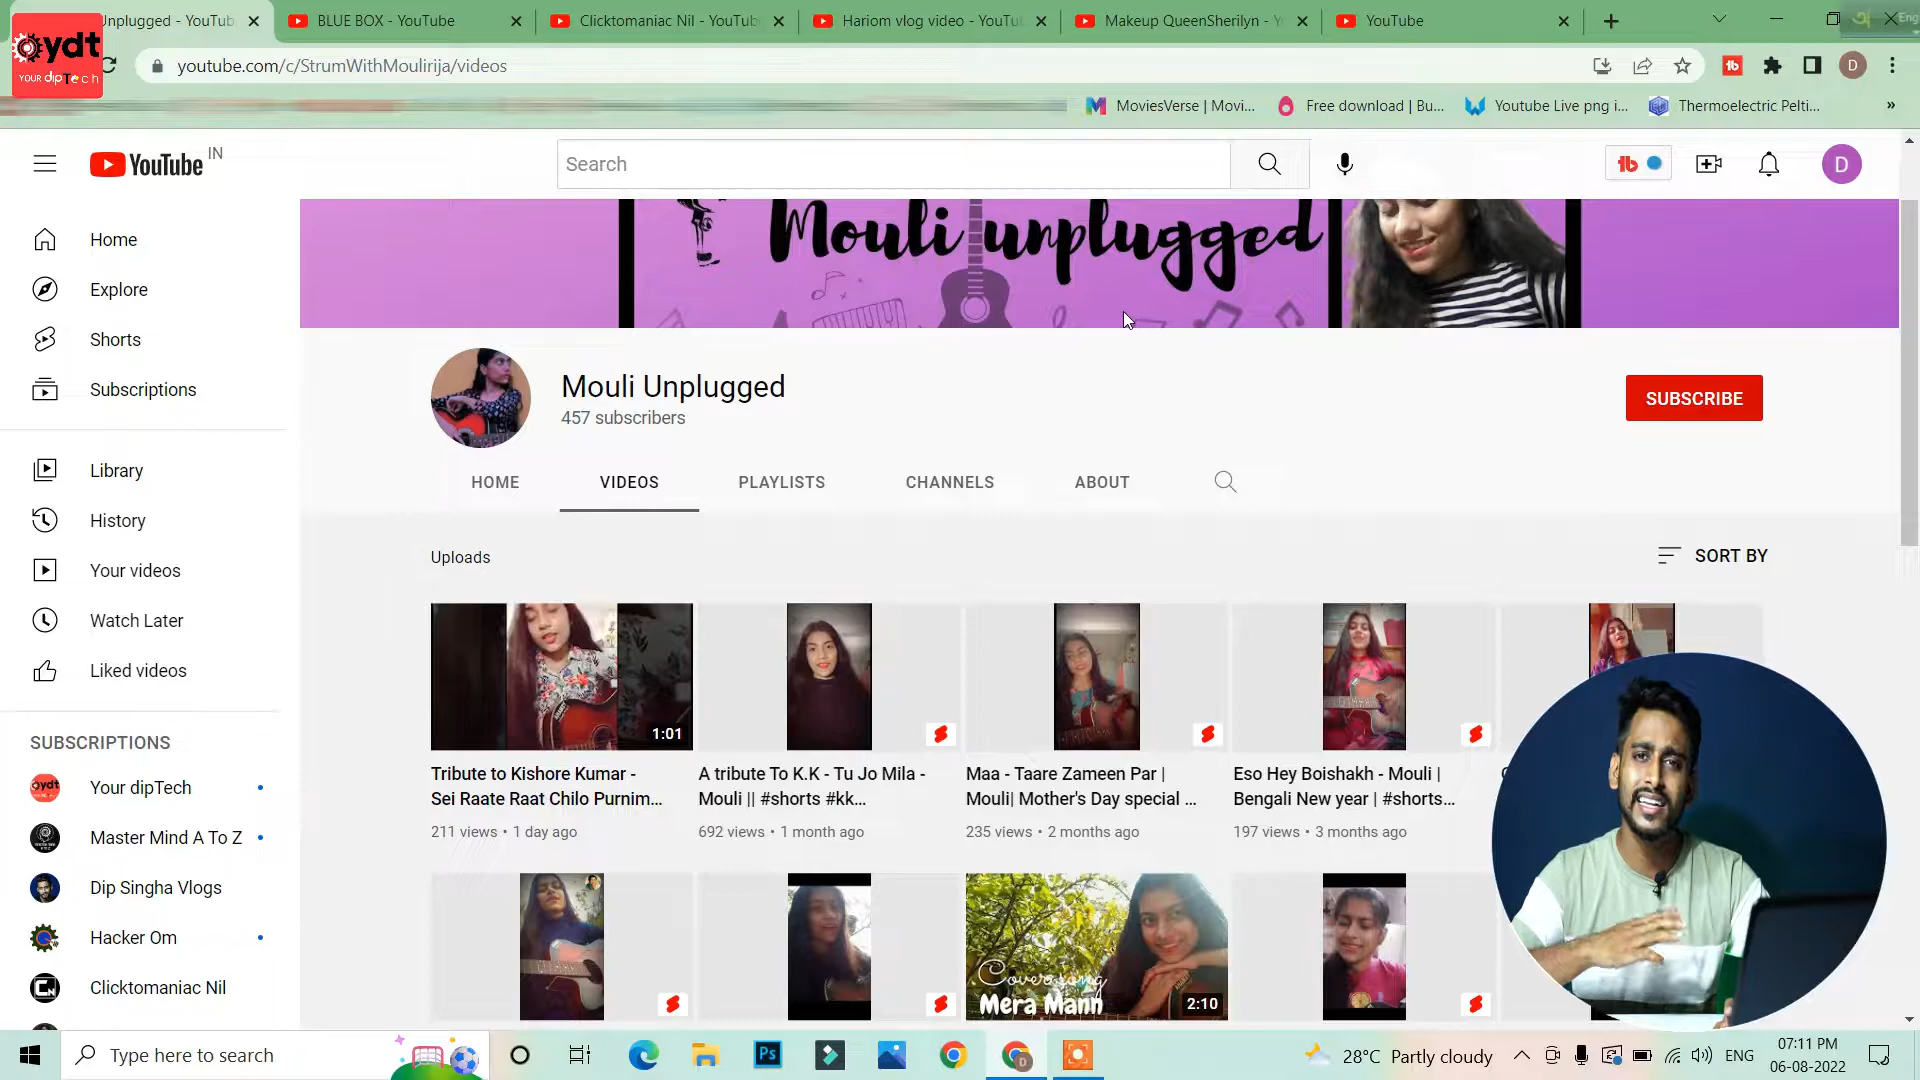 Unplugged - YouTub
BLUE BOX - YouTube
Clicktomaniac Nil - YouTub
Hariom vlog video - YouTu
Makeup QueenSherilyn - Y
YouTube
Eng
ydt
YOUR dipTech
youtube.com/c/StrumWithMoulirija/videos
D
MoviesVerse | Movi...
Free download | Bu...
Youtube Live png i...
Thermoelectric Pelti...
»
YouTube IN
Search
tb
D
Home
Explore
Shorts
Subscriptions
Library
History
Your videos
Watch Later
Liked videos
SUBSCRIPTIONS
Your dipTech
Master Mind A To Z
Dip Singha Vlogs
Hacker Om
Clicktomaniac Nil
Mouli unplugged
Mouli Unplugged
457 subscribers
SUBSCRIBE
HOME
VIDEOS
PLAYLISTS
CHANNELS
ABOUT
Uploads
SORT BY
1:01
Tribute to Kishore Kumar -
Sei Raate Raat Chilo Purnim...
211 views • 1 day ago
A tribute To K.K - Tu Jo Mila -
Mouli || #shorts #kk...
692 views • 1 month ago
Maa - Taare Zameen Par |
Mouli| Mother's Day special ...
235 views • 2 months ago
Eso Hey Boishakh - Mouli |
Bengali New year | #shorts...
197 views • 3 months ago
Cover song
Mera Mann
2:10
Type here to search
Ps
28°C Partly cloudy
ENG
07:11 PM
06-08-2022